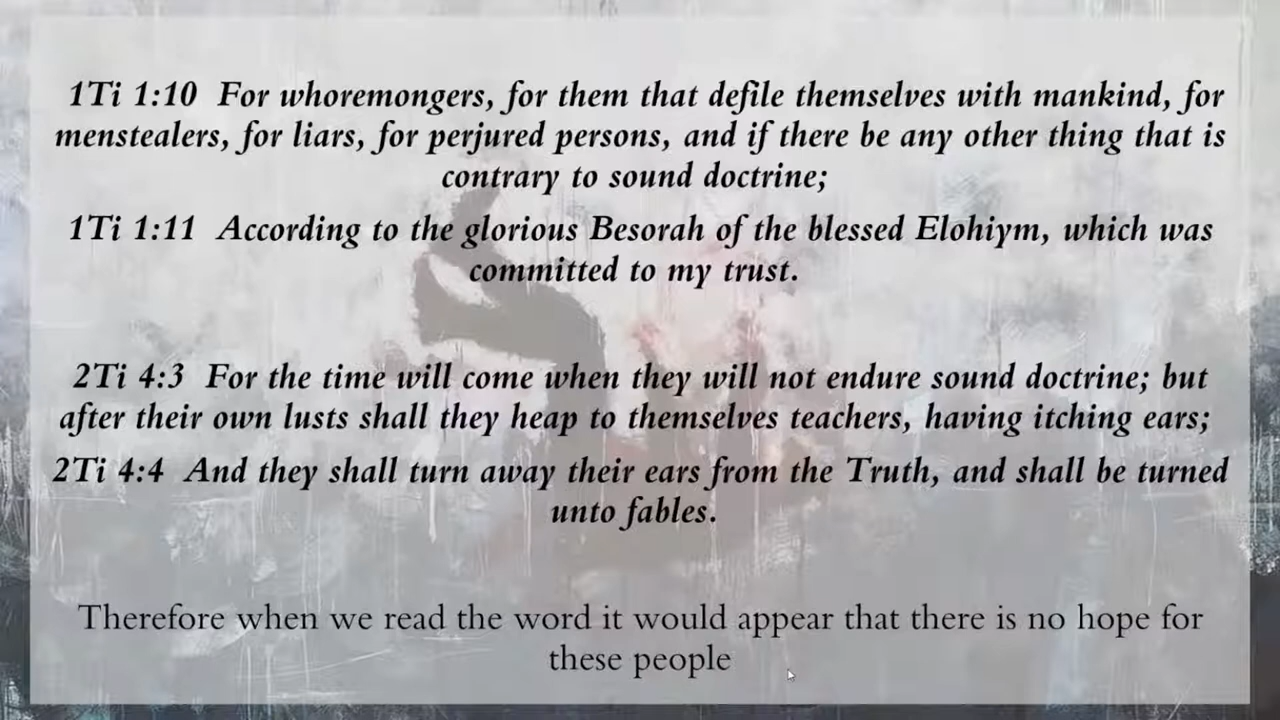 1Ti 1:10 For whoremongers, for them that defile themselves with mankind, for
menstealers, for liars, for perjured persons, and if there be any other thing that is
contrary to sound doctrine;
1Ti 1:11 According to the glorious Besorah of the blessed Elohiym, which was
committed to my trust.
2Ti 4:3 For the time will come when they will not endure sound doctrine; but
after their own lusts shall they heap to themselves teachers, having itching ears;
2Ti 4:4 And they shall turn away their ears from the Truth, and shall be turned
unto fables.
Therefore when we read the word it would appear that there is no hope for
these people